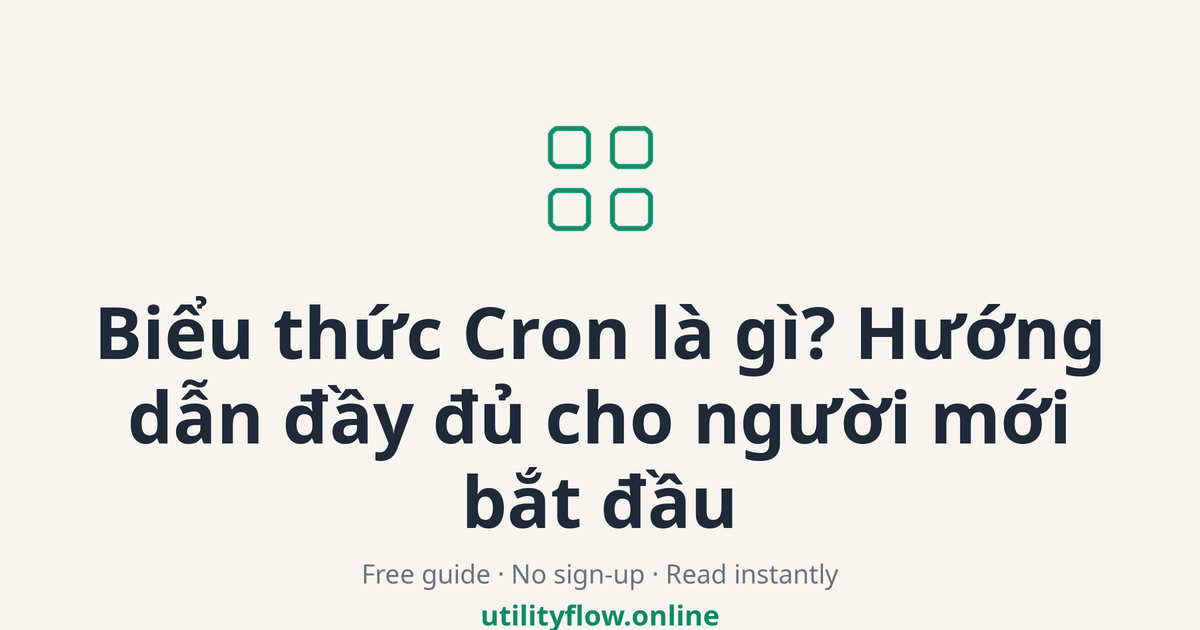 Biểu thức Cron là gì? Hướng
dẫn đầy đủ cho người mới
bắt đầu
Free guide · No sign-up · Read instantly
utilityflow.online